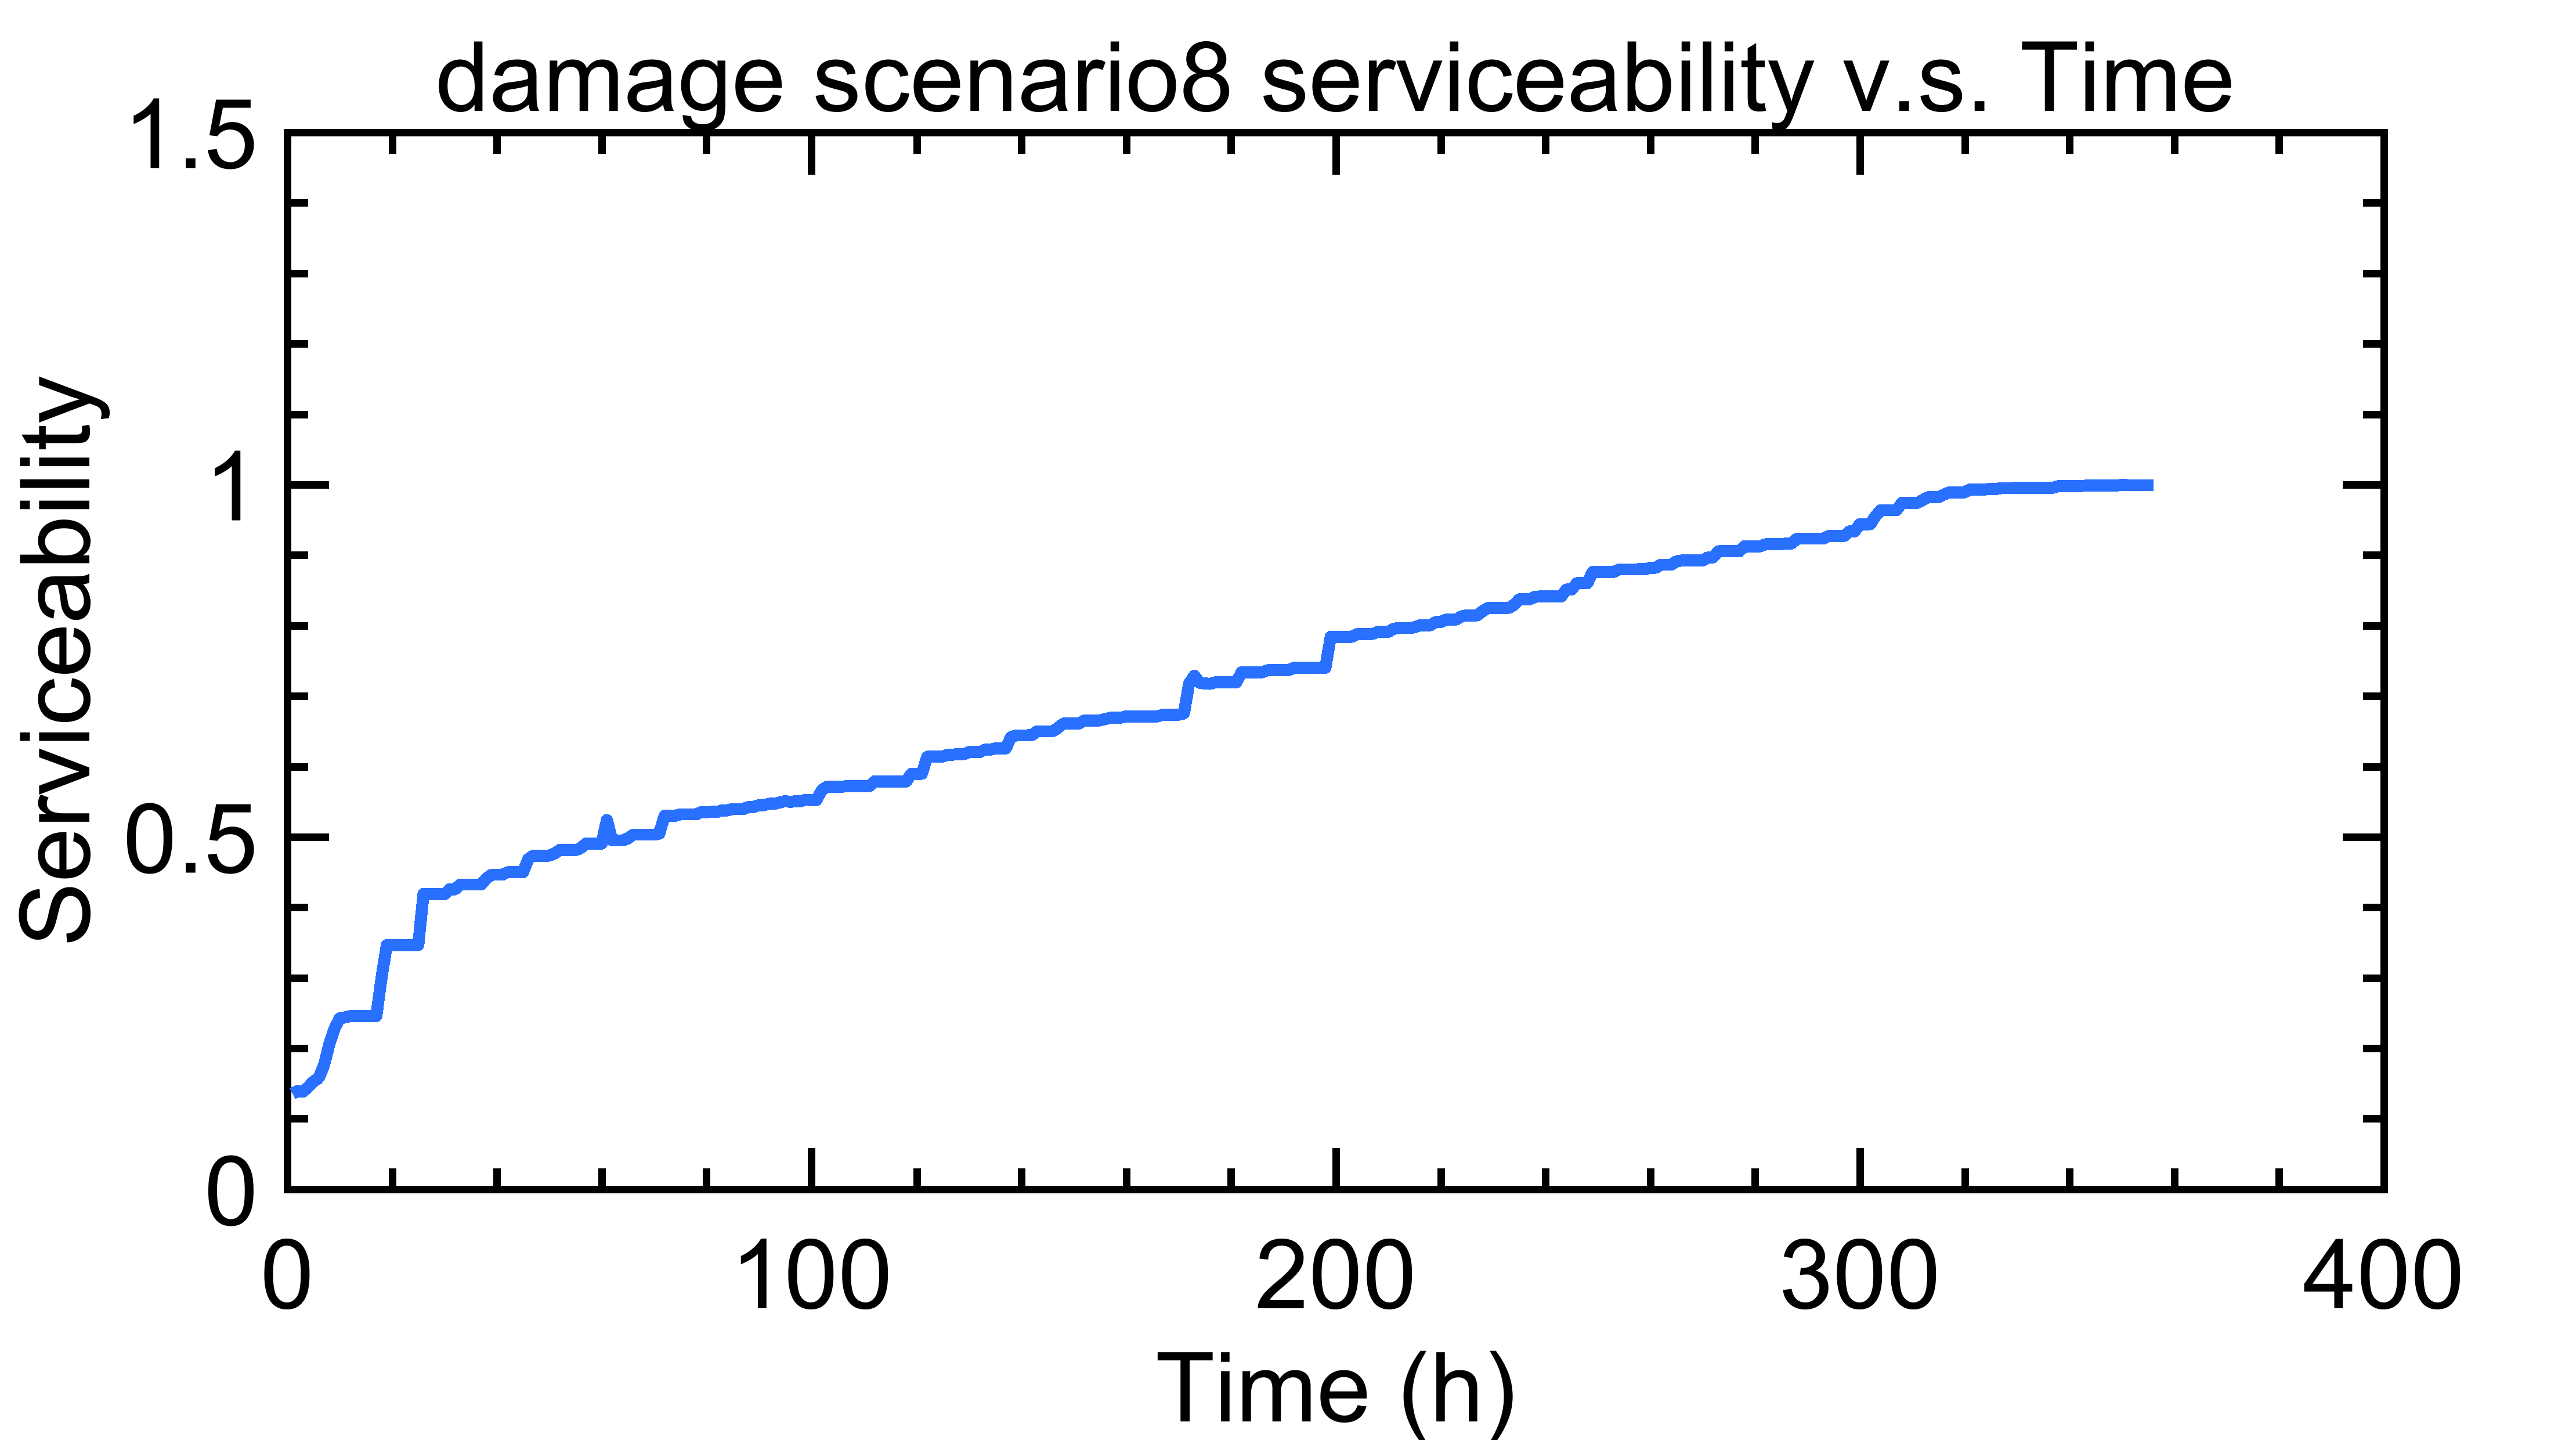 damage scenario8 serviceability v.s. Time
1.5
1
0.5
0
Serviceability
0 100 200 300 400
Time (h)